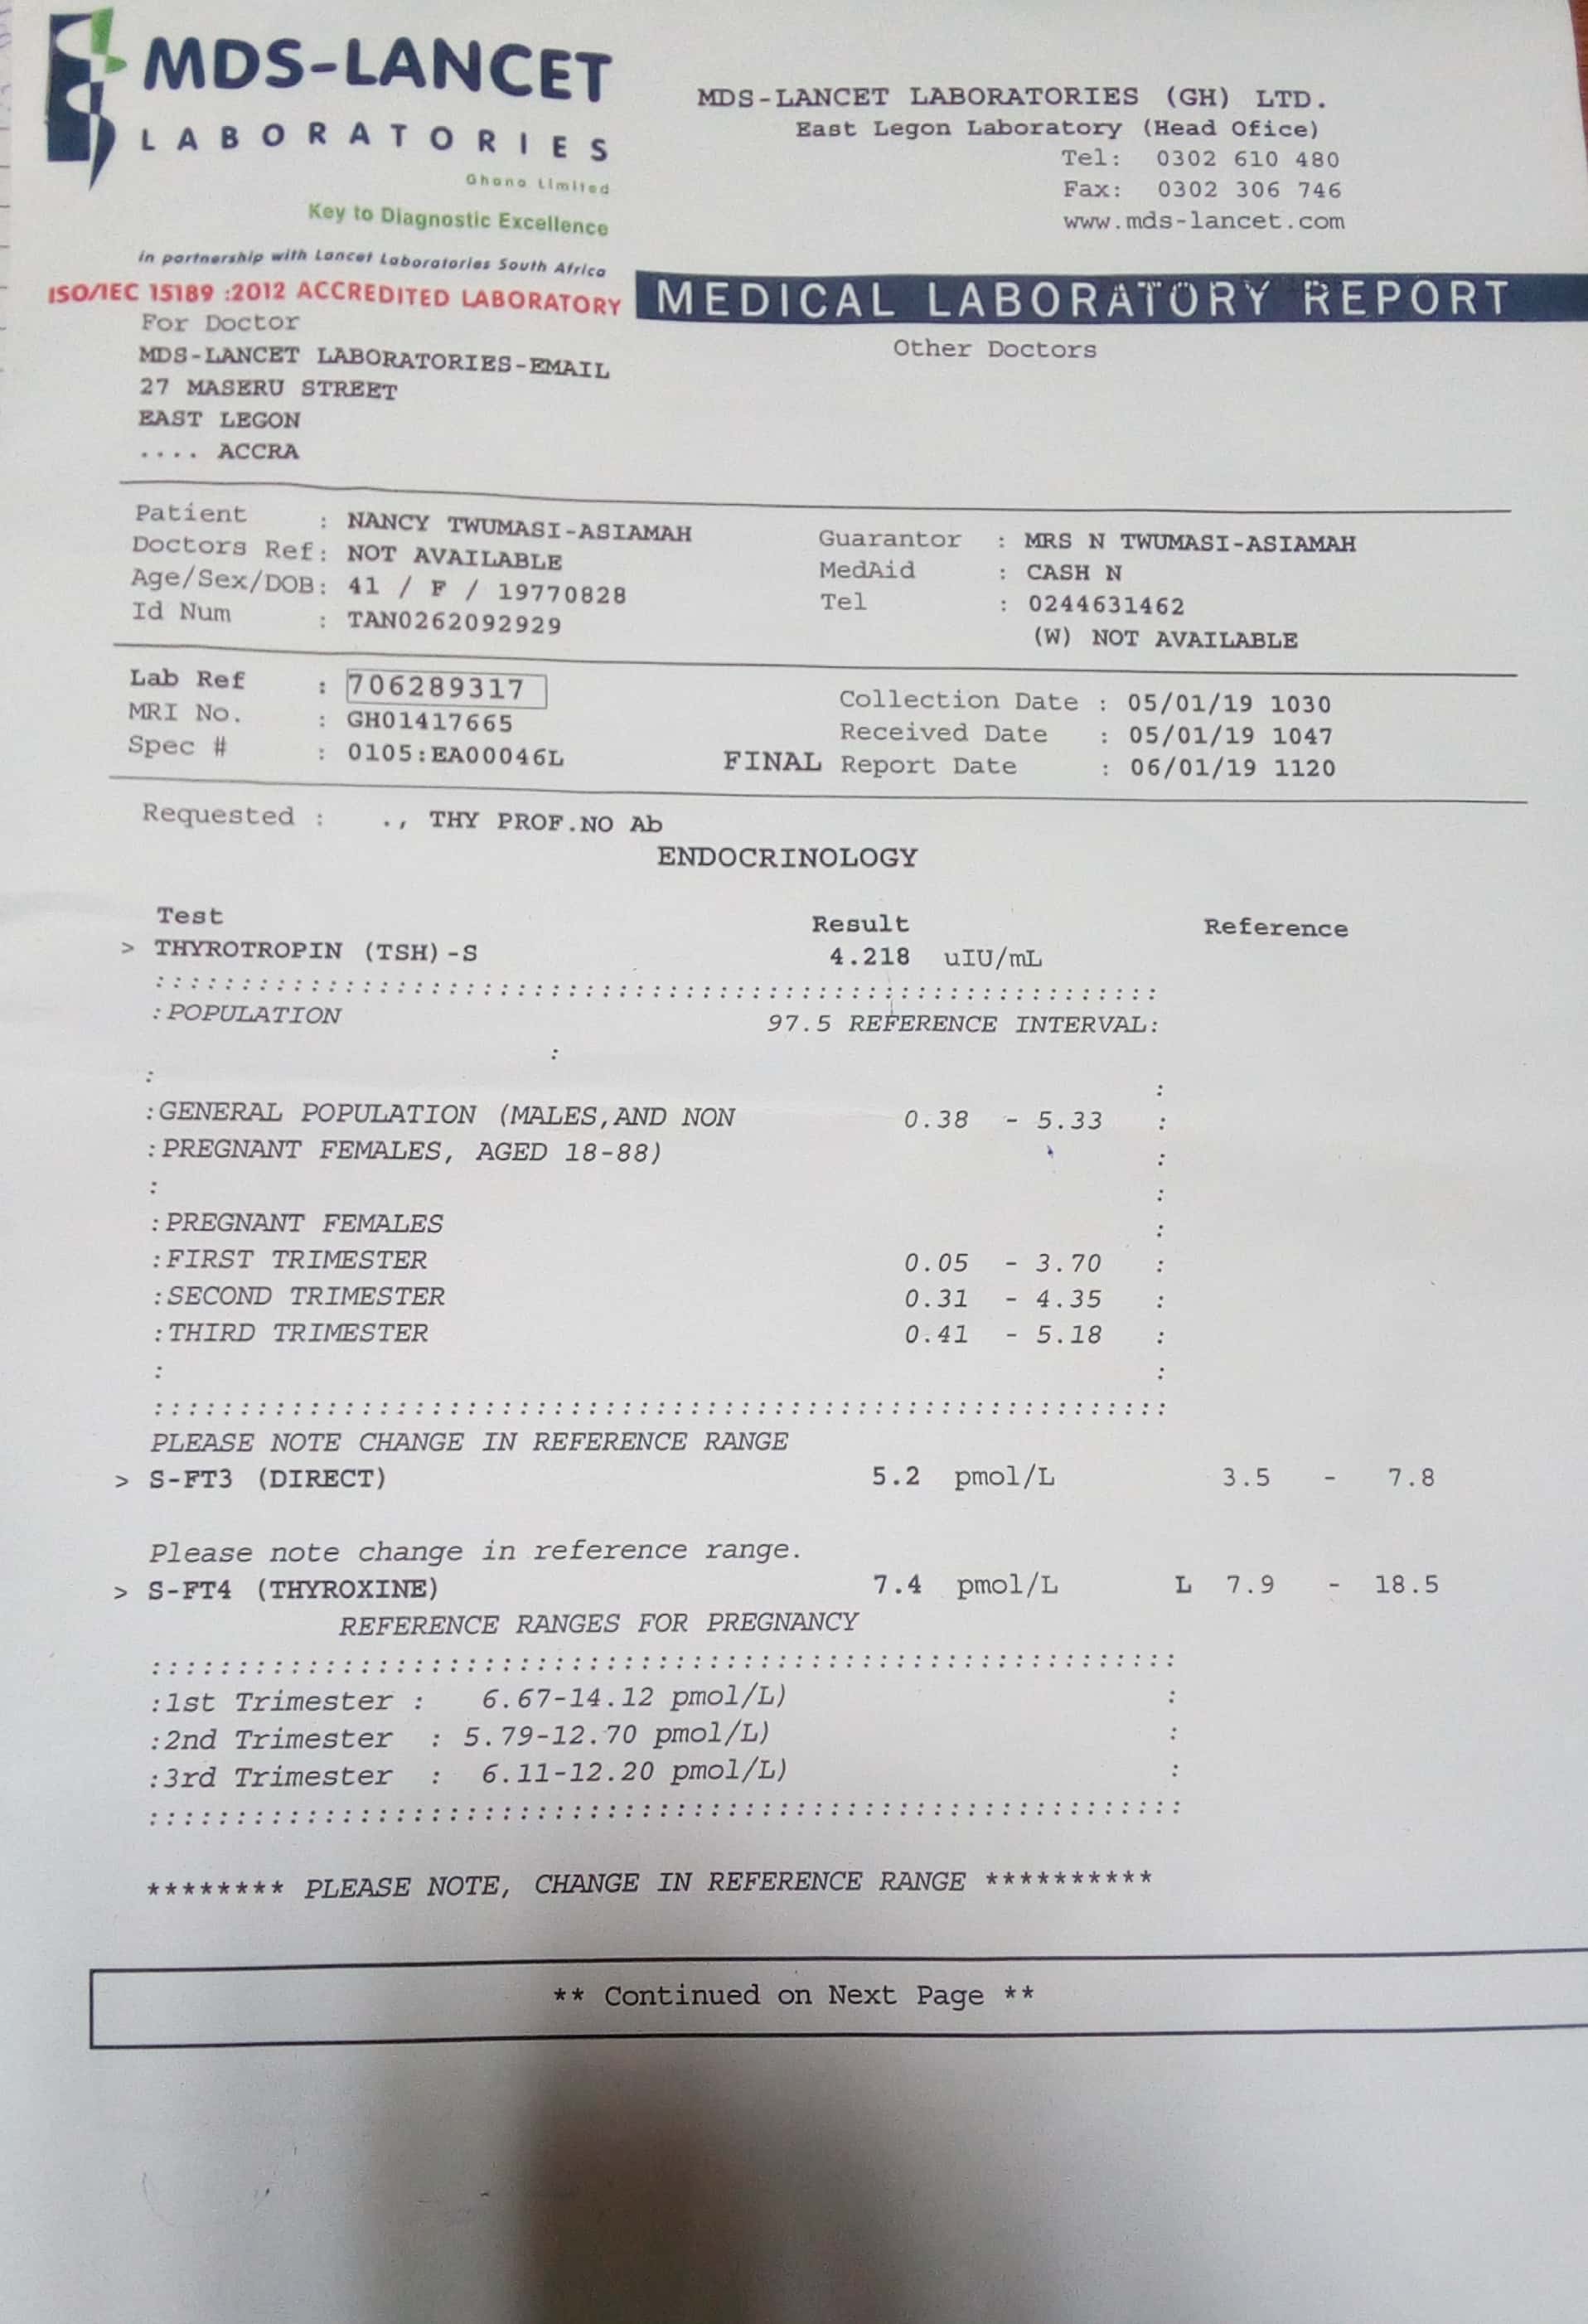 MDS-LANCET
LABORATORIES
Ghana Limited
Key to Diagnostic Excellence
in partnership with Lancet Laboratories South Africa
ISO/IEC 15189 :2012 ACCREDITED LABORATORY
MDS-LANCET LABORATORIES (GH) LTD.
East Legon Laboratory (Head Ofice)
Tel: 0302 610 480
Fax: 0302 306 746
www.mds-lancet.com
MEDICAL LABORATORY REPORT
For Doctor
MDS-LANCET LABORATORIES-EMAIL
27 MASERU STREET
EAST LEGON
.... ACCRA
Other Doctors
Patient : NANCY TWUMASI-ASIAMAH
Doctors Ref: NOT AVAILABLE
Age/Sex/DOB: 41 / F / 19770828
Id Num : TAN0262092929
Guarantor : MRS N TWUMASI-ASIAMAH
MedAid : CASH N
Tel : 0244631462
(W) NOT AVAILABLE
Lab Ref : 706289317
MRI No. : GH01417665
Spec # : 0105:EA00046L
Collection Date : 05/01/19 1030
Received Date : 05/01/19 1047
FINAL Report Date : 06/01/19 1120
Requested : ., THY PROF.NO Ab
ENDOCRINOLOGY
Test Result Reference
> THYROTROPIN (TSH)-S 4.218 uIU/mL
:::::::::::::::::::::::::::::::::::::::::::::::::::::::::::
:POPULATION 97.5 REFERENCE INTERVAL:
:
: :
:GENERAL POPULATION (MALES,AND NON 0.38 - 5.33 :
:PREGNANT FEMALES, AGED 18-88) :
: :
:PREGNANT FEMALES :
:FIRST TRIMESTER 0.05 - 3.70 :
:SECOND TRIMESTER 0.31 - 4.35 :
:THIRD TRIMESTER 0.41 - 5.18 :
: :
:::::::::::::::::::::::::::::::::::::::::::::::::::::::::::
PLEASE NOTE CHANGE IN REFERENCE RANGE
> S-FT3 (DIRECT) 5.2 pmol/L 3.5 - 7.8
Please note change in reference range.
> S-FT4 (THYROXINE) 7.4 pmol/L L 7.9 - 18.5
REFERENCE RANGES FOR PREGNANCY
:::::::::::::::::::::::::::::::::::::::::::::::::::::::::::
:1st Trimester : 6.67-14.12 pmol/L) :
:2nd Trimester : 5.79-12.70 pmol/L) :
:3rd Trimester : 6.11-12.20 pmol/L) :
:::::::::::::::::::::::::::::::::::::::::::::::::::::::::::
******** PLEASE NOTE, CHANGE IN REFERENCE RANGE **********
** Continued on Next Page **